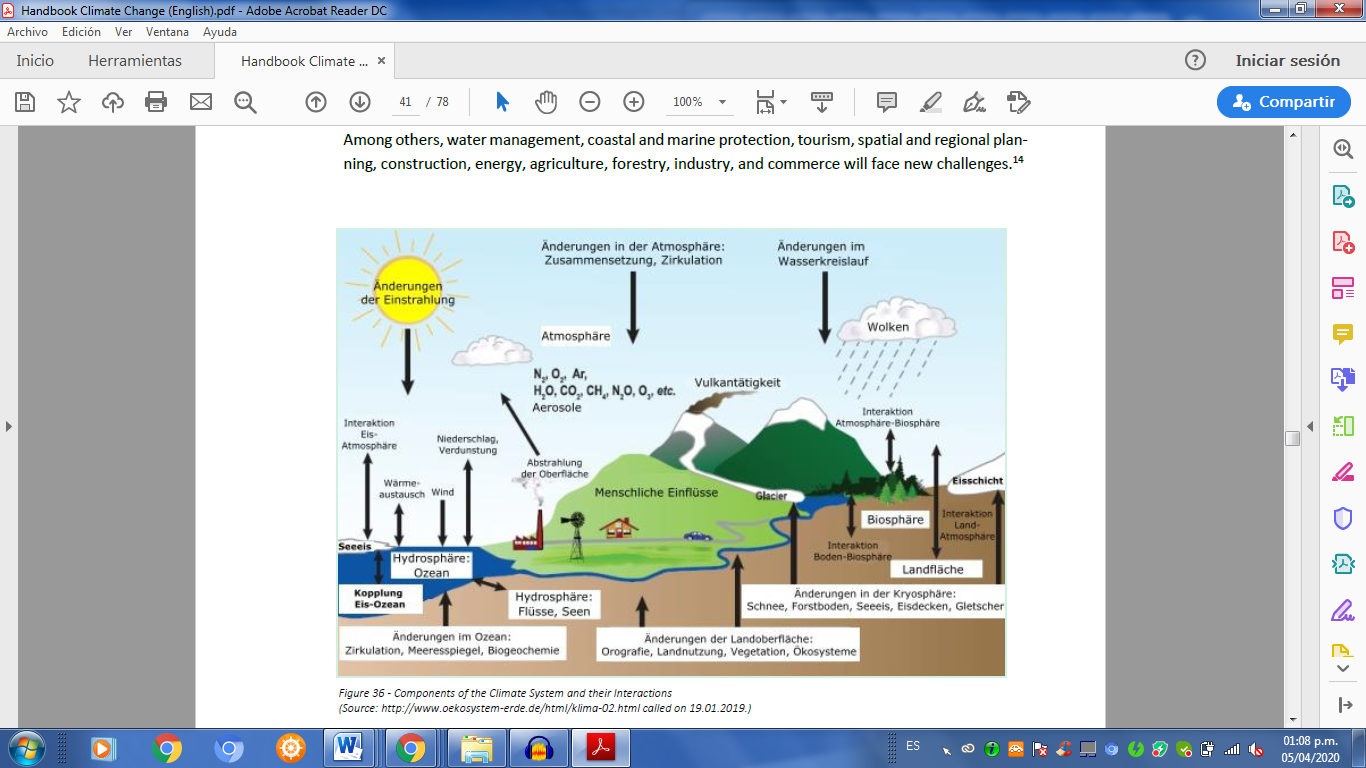 Handbook Climate Change (English).pdf - Adobe Acrobat Reader DC
Archivo Edición Ver Ventana Ayuda
Inicio Herramientas Handbook Climate ... × Iniciar sesión
41 / 78 100% Compartir
Among others, water management, coastal and marine protection, tourism, spatial and regional plan-
ning, construction, energy, agriculture, forestry, industry, and commerce will face new challenges.14
Änderungen
der Einstrahlung
Änderungen in der Atmosphäre:
Zusammensetzung, Zirkulation
Änderungen im
Wasserkreislauf
Wolken
Atmosphäre
N2, O2, Ar,
H2O, CO2, CH4, N2O, O3, etc.
Aerosole
Vulkantätigkeit
Interaktion
Atmosphäre-Biosphäre
Interaktion
Eis-
Atmosphäre
Niederschlag,
Verdunstung
Abstrahlung
der Oberfläche
Wärme-
austausch
Wind
Menschliche Einflüsse
Glacier
Eisschicht
Biosphäre
Interaktion
Land-
Atmosphäre
Seeeis
Hydrosphäre:
Ozean
Interaktion
Boden-Biosphäre
Landfläche
Kopplung
Eis-Ozean
Hydrosphäre:
Flüsse, Seen
Änderungen in der Kryosphäre:
Schnee, Forstboden, Seeeis, Eisdecken, Gletscher
Änderungen im Ozean:
Zirkulation, Meeresspiegel, Biogeochemie
Änderungen der Landoberfläche:
Orografie, Landnutzung, Vegetation, Ökosysteme
Figure 36 - Components of the Climate System and their Interactions
(Source: http://www.oekosystem-erde.de/html/klima-02.html called on 19.01.2019.)
ES
01:08 p.m.
05/04/2020